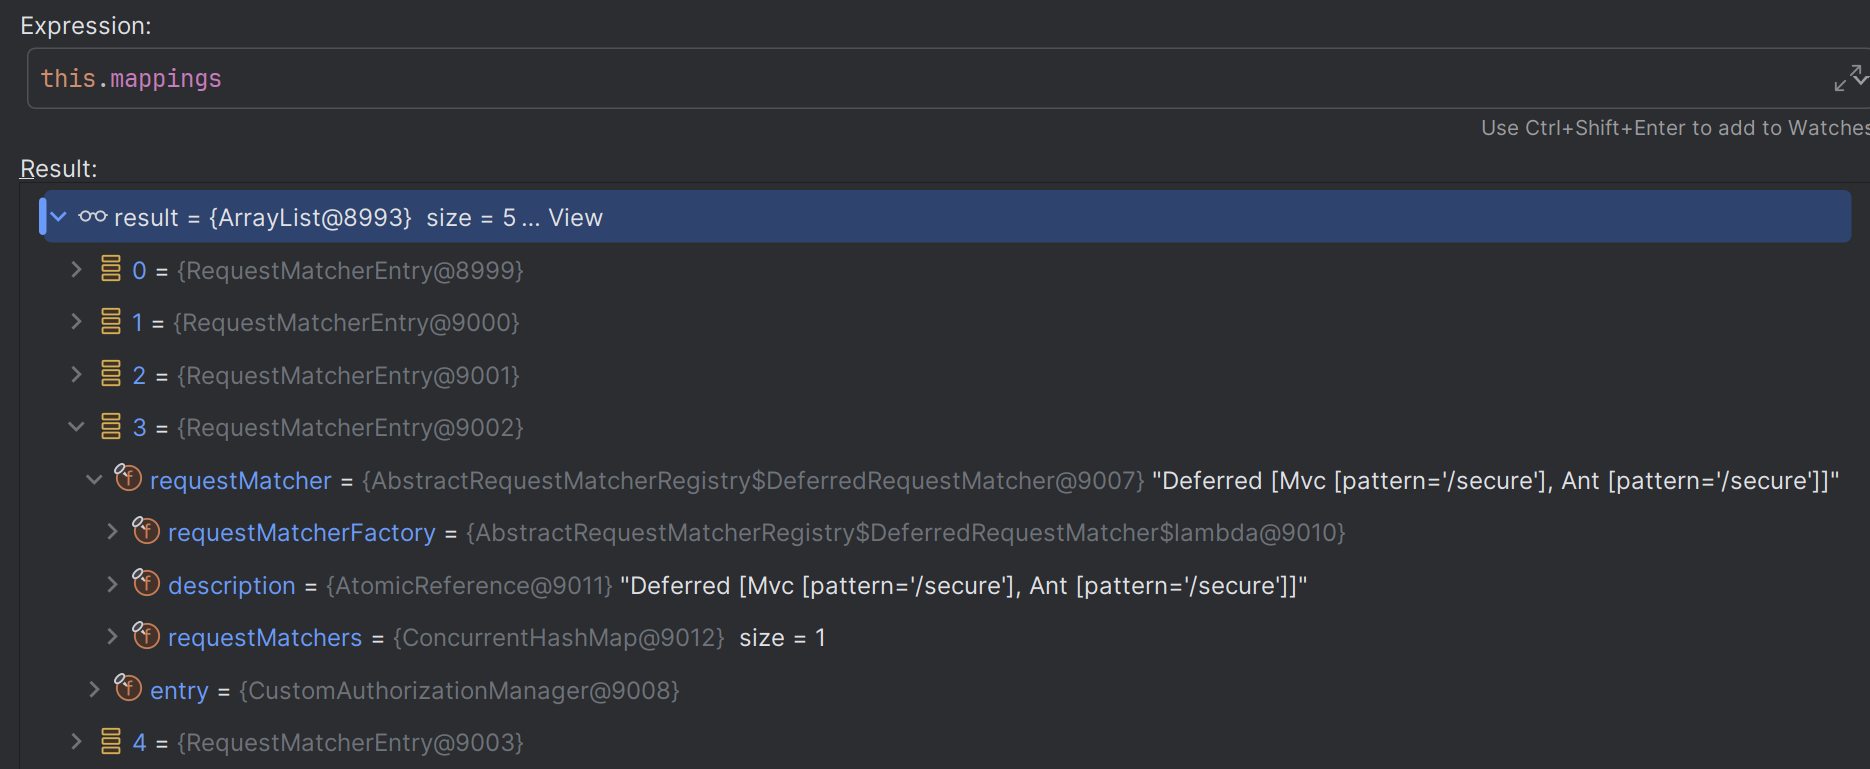 Expression:
this.mappings
Use Ctrl+Shift+Enter to add to Watches
Result:
result = {ArrayList@8993} size = 5 ... View
0 = {RequestMatcherEntry@8999}
1 = {RequestMatcherEntry@9000}
2 = {RequestMatcherEntry@9001}
3 = {RequestMatcherEntry@9002}
requestMatcher = {AbstractRequestMatcherRegistry$DeferredRequestMatcher@9007} "Deferred [Mvc [pattern='/secure'], Ant [pattern='/secure']]"
requestMatcherFactory = {AbstractRequestMatcherRegistry$DeferredRequestMatcher$lambda@9010}
description = {AtomicReference@9011} "Deferred [Mvc [pattern='/secure'], Ant [pattern='/secure']]"
requestMatchers = {ConcurrentHashMap@9012} size = 1
entry = {CustomAuthorizationManager@9008}
4 = {RequestMatcherEntry@9003}